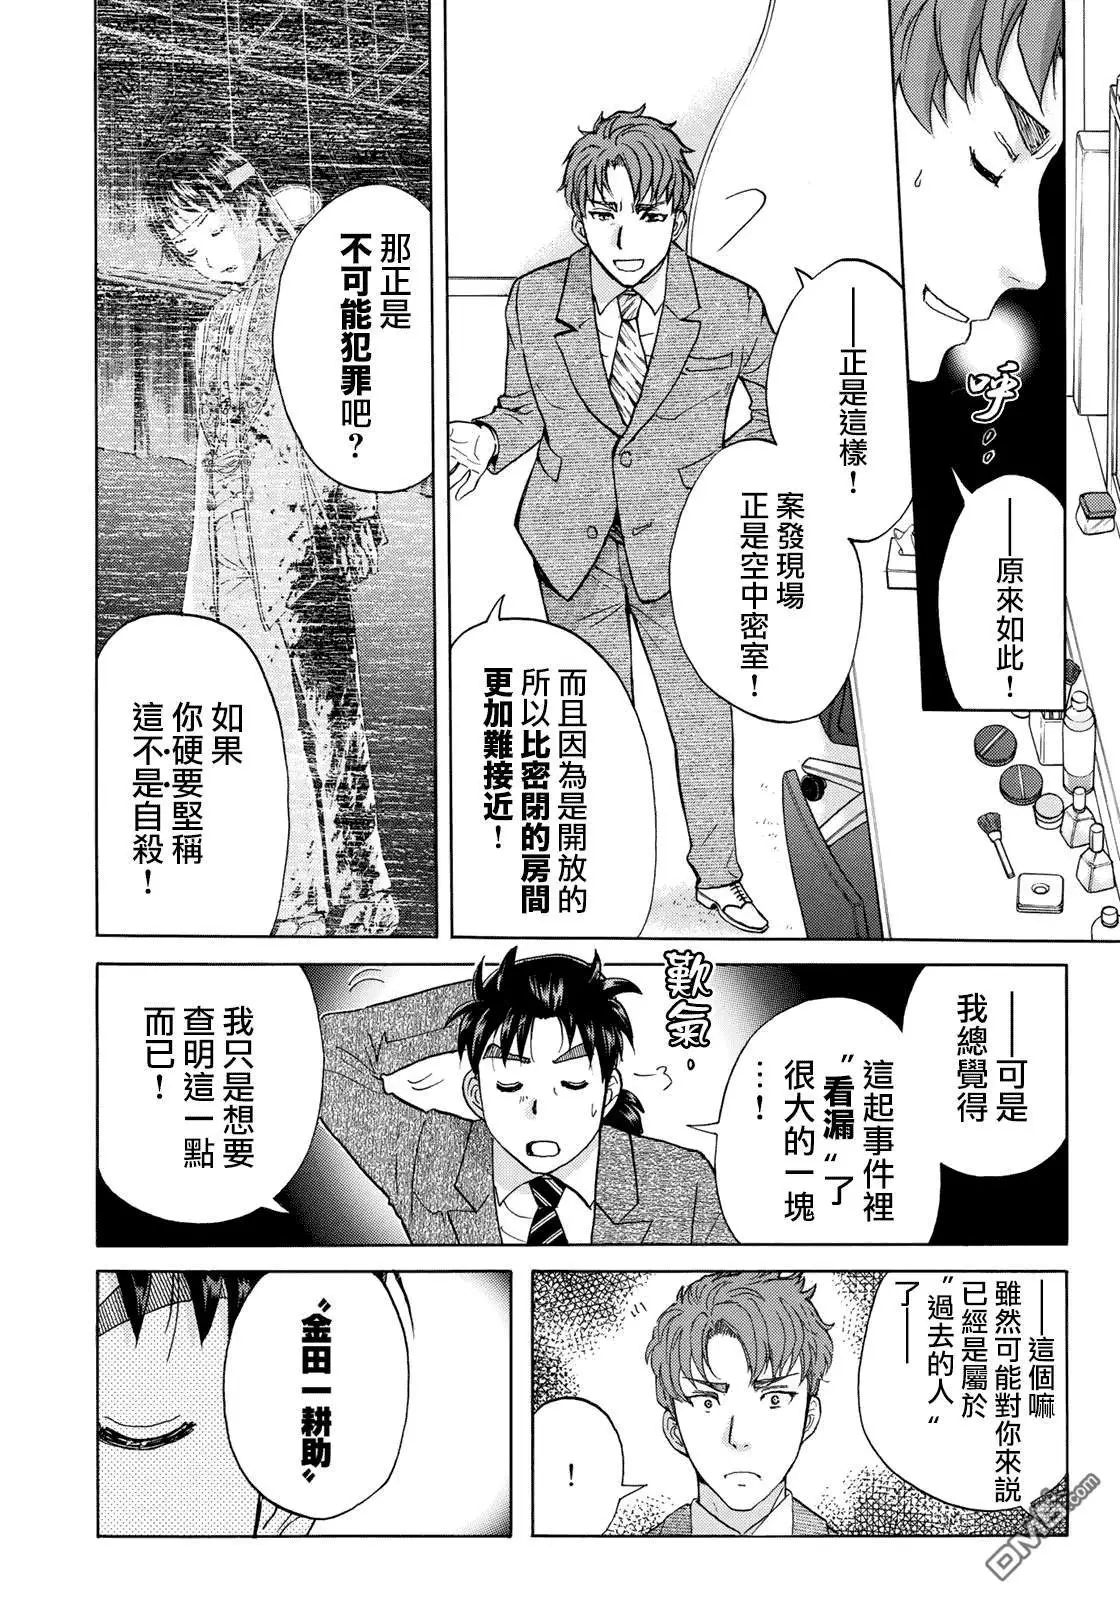 呼。。。
——原來如此！
——正是這樣！
案發現場
正是空中密室！
而且因為是開放的
所以比密閉的房間
更加難接近！
那正是
不可能犯罪吧？
如果
你硬要堅稱
這不是自殺！
——可是
我總覺得
這起事件裡
“看漏“了
很大的一塊
…！
歎氣。
我只是想要
查明這一點
而已！
——這個嘛
雖然可能對你來說
已經是屬於
“過去的人“
了——
！
“金田一耕助“
DM5.com